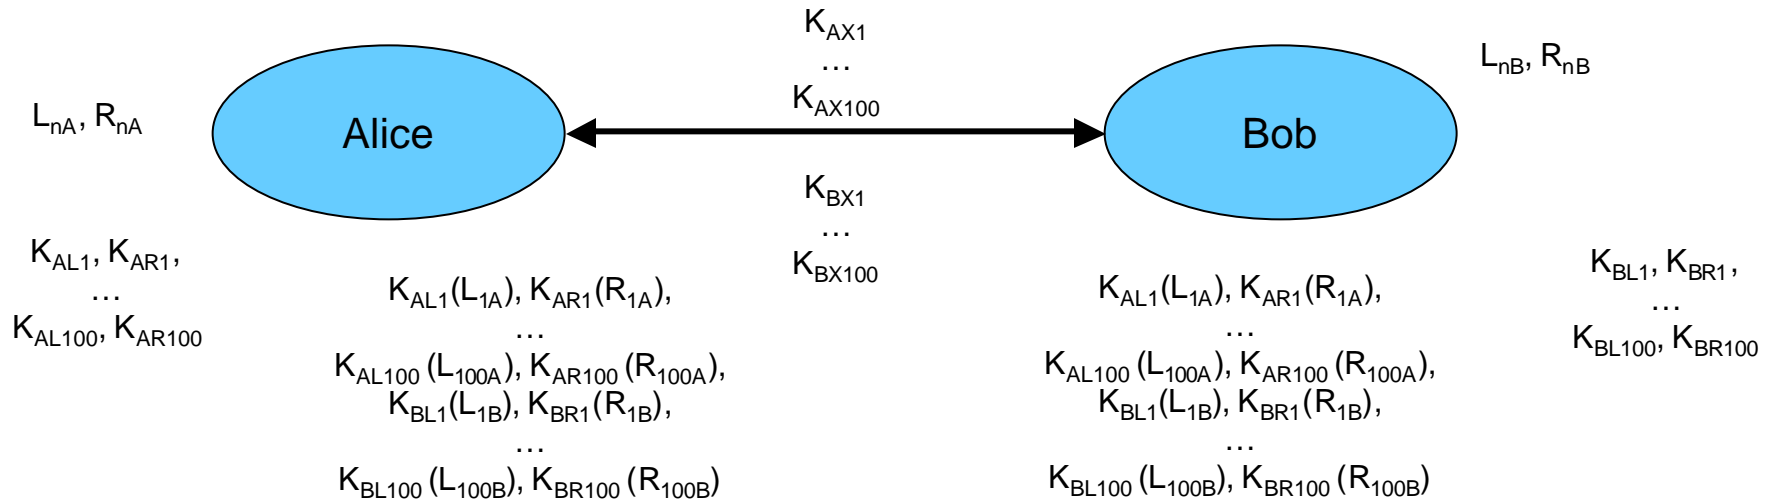 K_AX1
…
K_AX100
L_nA, R_nA
Alice
Bob
L_nB, R_nB
K_BX1
…
K_BX100
K_AL1, K_AR1,
…
K_AL100, K_AR100
K_AL1(L_1A), K_AR1(R_1A),
…
K_AL100 (L_100A), K_AR100 (R_100A),
K_BL1(L_1B), K_BR1(R_1B),
…
K_BL100 (L_100B), K_BR100 (R_100B)
K_AL1(L_1A), K_AR1(R_1A),
…
K_AL100 (L_100A), K_AR100 (R_100A),
K_BL1(L_1B), K_BR1(R_1B),
…
K_BL100 (L_100B), K_BR100 (R_100B)
K_BL1, K_BR1,
…
K_BL100, K_BR100